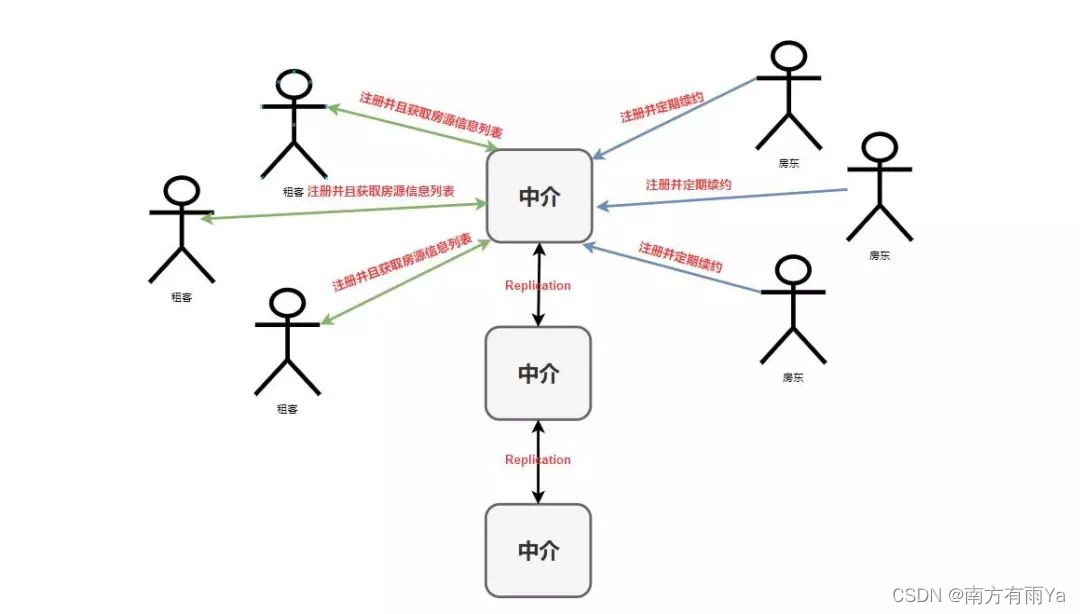 注册并且获取房源信息列表
注册并定期续约
房东
租客
注册并且获取房源信息列表
中介
注册并定期续约
房东
租客
注册并且获取房源信息列表
注册并定期续约
Replication
房东
租客
中介
Replication
中介
CSDN @南方有雨Ya